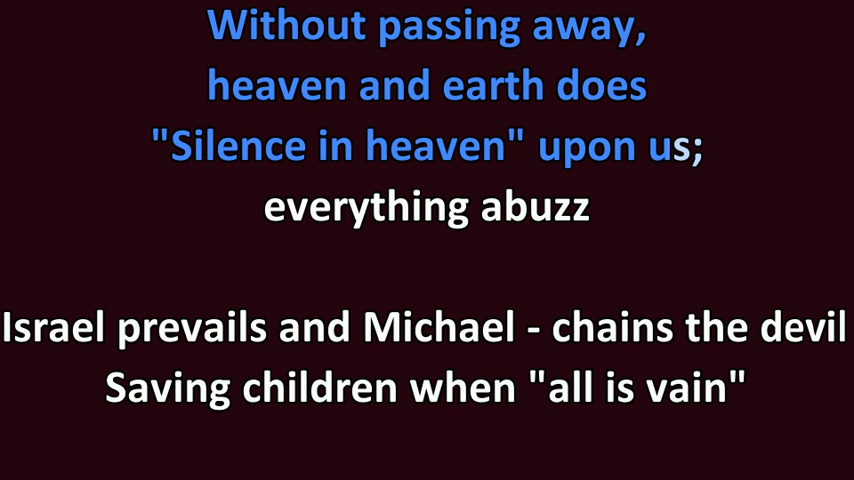 Without passing away,
heaven and earth does
"Silence in heaven" upon us;
everything abuzz
Israel prevails and Michael - chains the devil
Saving children when "all is vain"